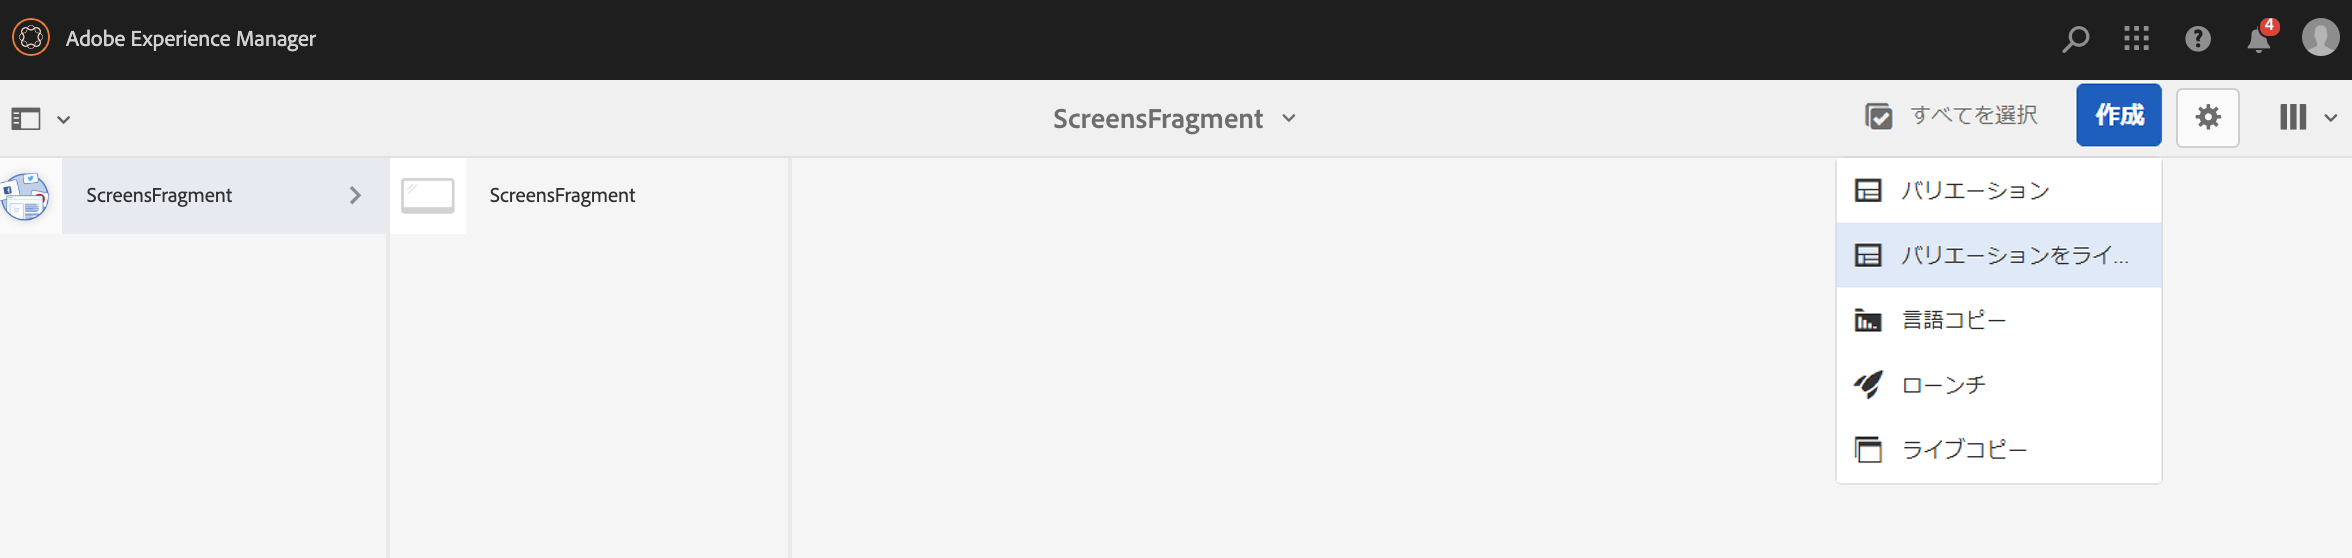 Adobe Experience Manager
4
ScreensFragment
すべてを選択
作成
ScreensFragment
ScreensFragment
バリエーション
バリエーションをライ...
言語コピー
ローンチ
ライブコピー